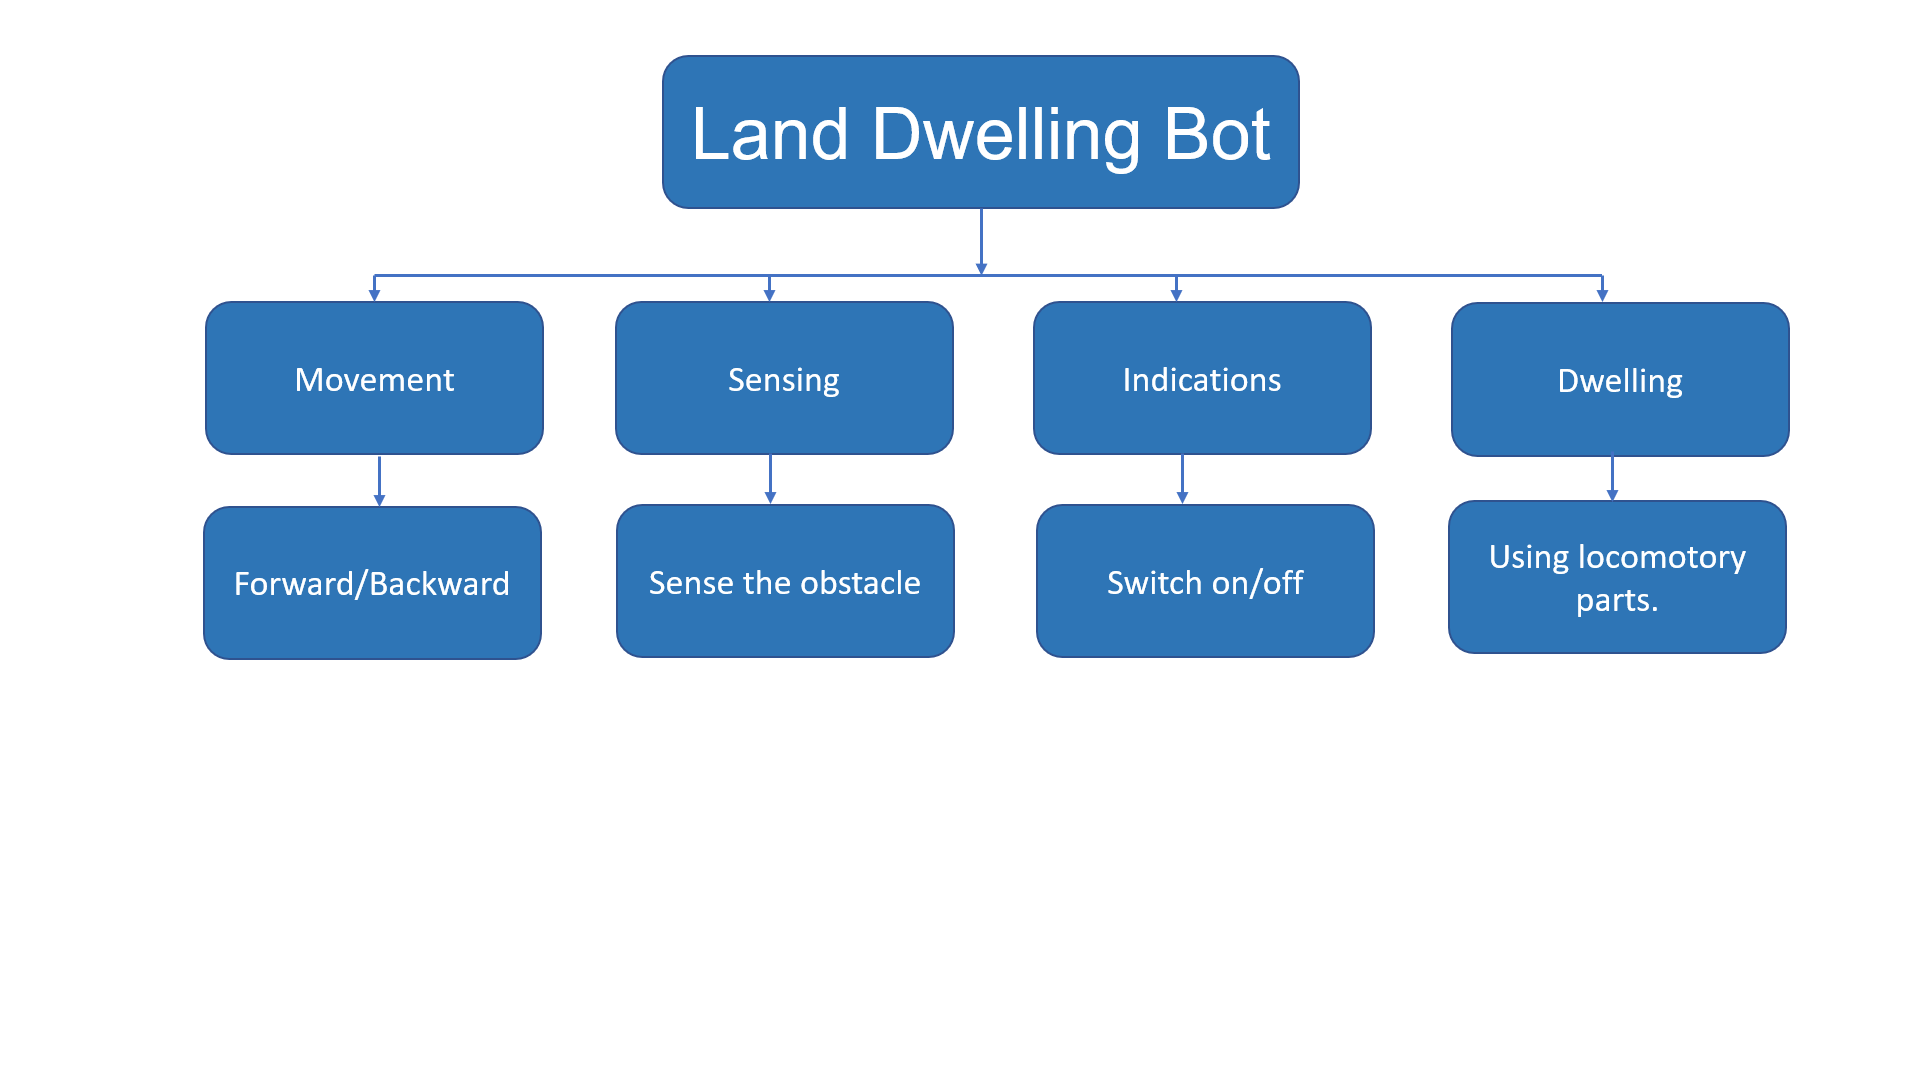 Land Dwelling Bot
Movement
Sensing
Indications
Dwelling
Forward/Backward
Sense the obstacle
Switch on/off
Using locomotory
parts.